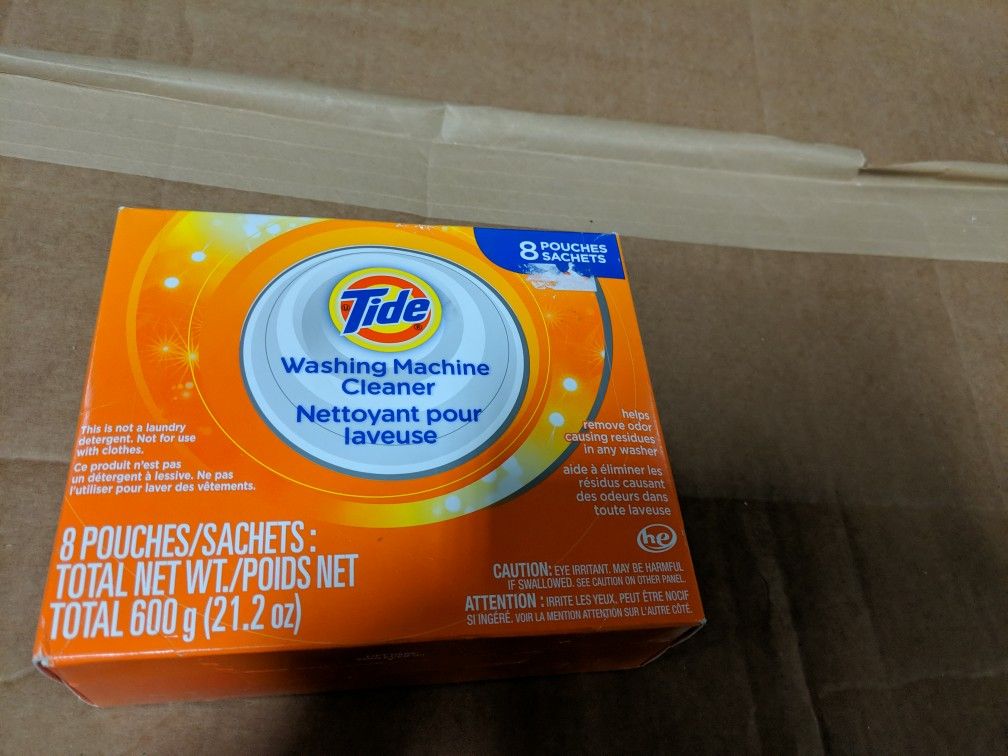 8 POUCHES
SACHETS
Tide
Washing Machine
Cleaner
Nettoyant pour
laveuse
This is not a laundry
detergent. Not for use
with clothes.
Ce produit n'est pas
un détergent à lessive. Ne pas
l'utiliser pour laver des vêtements.
helps
remove odor
causing residues
in any washer
aide à éliminer les
résidus causant
des odeurs dans
toute laveuse
he
8 POUCHES/SACHETS :
TOTAL NET WT./POIDS NET
TOTAL 600 g (21.2 oz)
CAUTION: EYE IRRITANT. MAY BE HARMFUL
IF SWALLOWED. SEE CAUTION ON OTHER PANEL.
ATTENTION : IRRITE LES YEUX. PEUT ÊTRE NOCIF
SI INGÉRÉ. VOIR LA MENTION ATTENTION SUR L'AUTRE CÔTÉ.